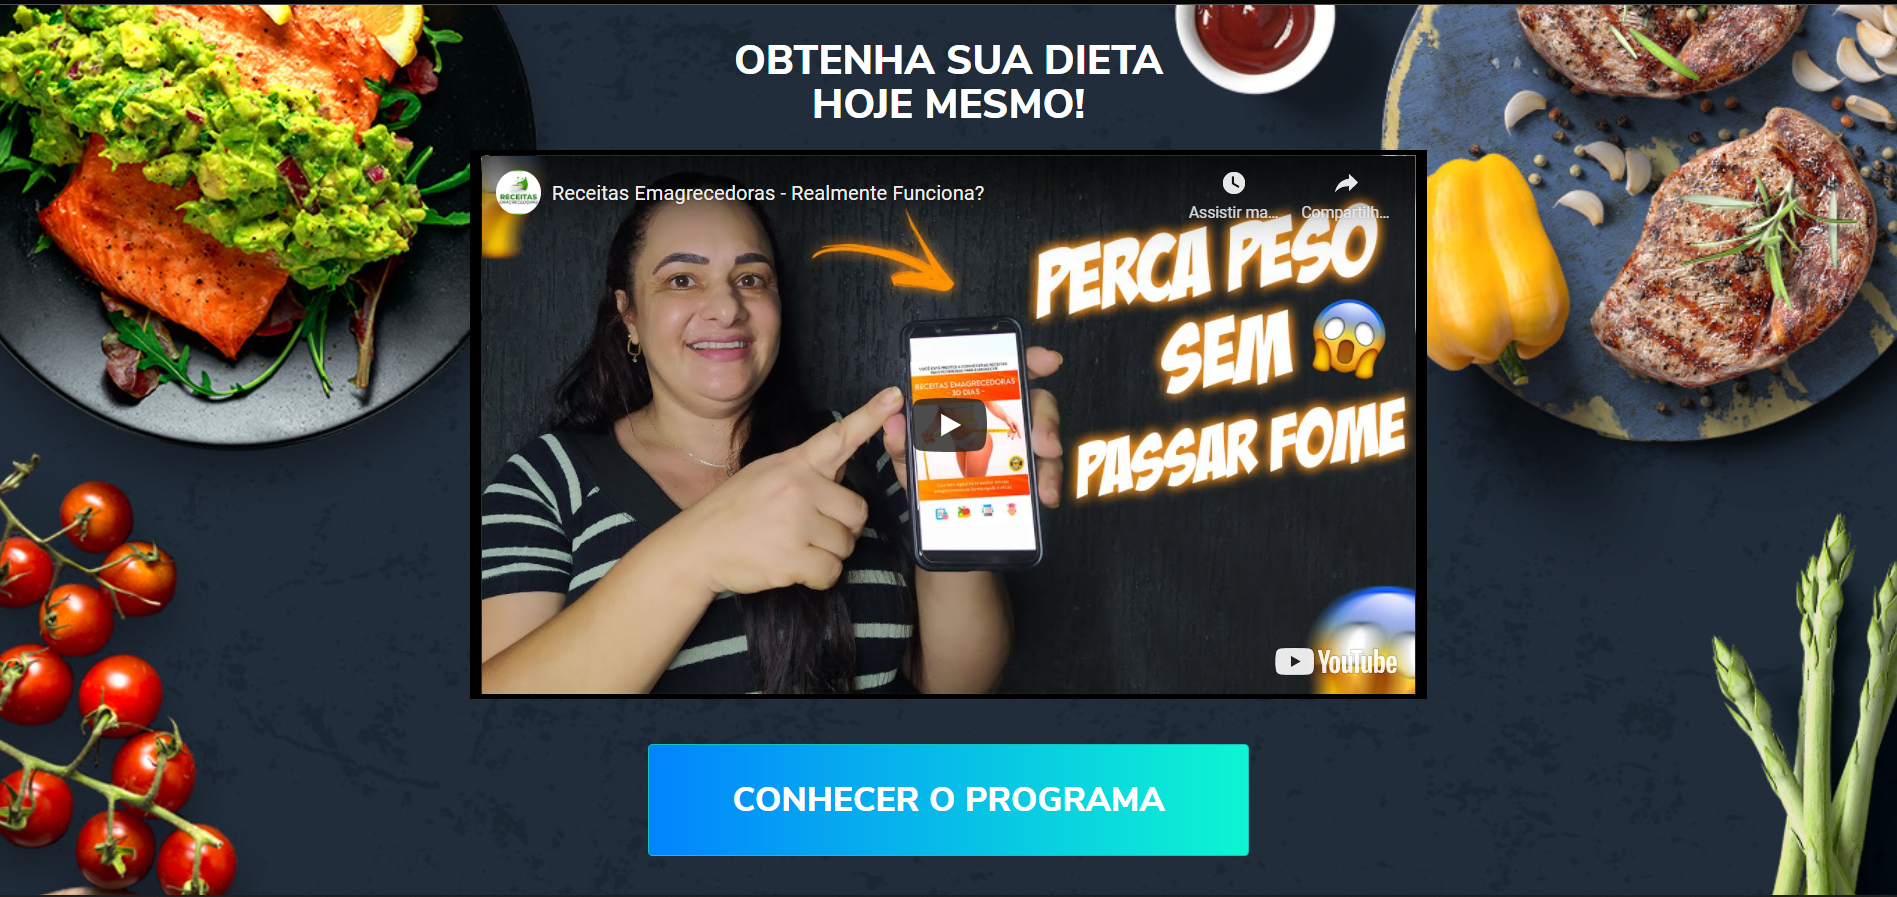 OBTENHA SUA DIETA
HOJE MESMO!
RECEITAS
Receitas Emagrecedoras - Realmente Funciona?
Assistir ma...
Compartilh...
PERCA PESO
SEM
PASSAR FOME
RECEITAS EMAGRECEDORAS
- 30 DIAS -
YouTube
CONHECER O PROGRAMA